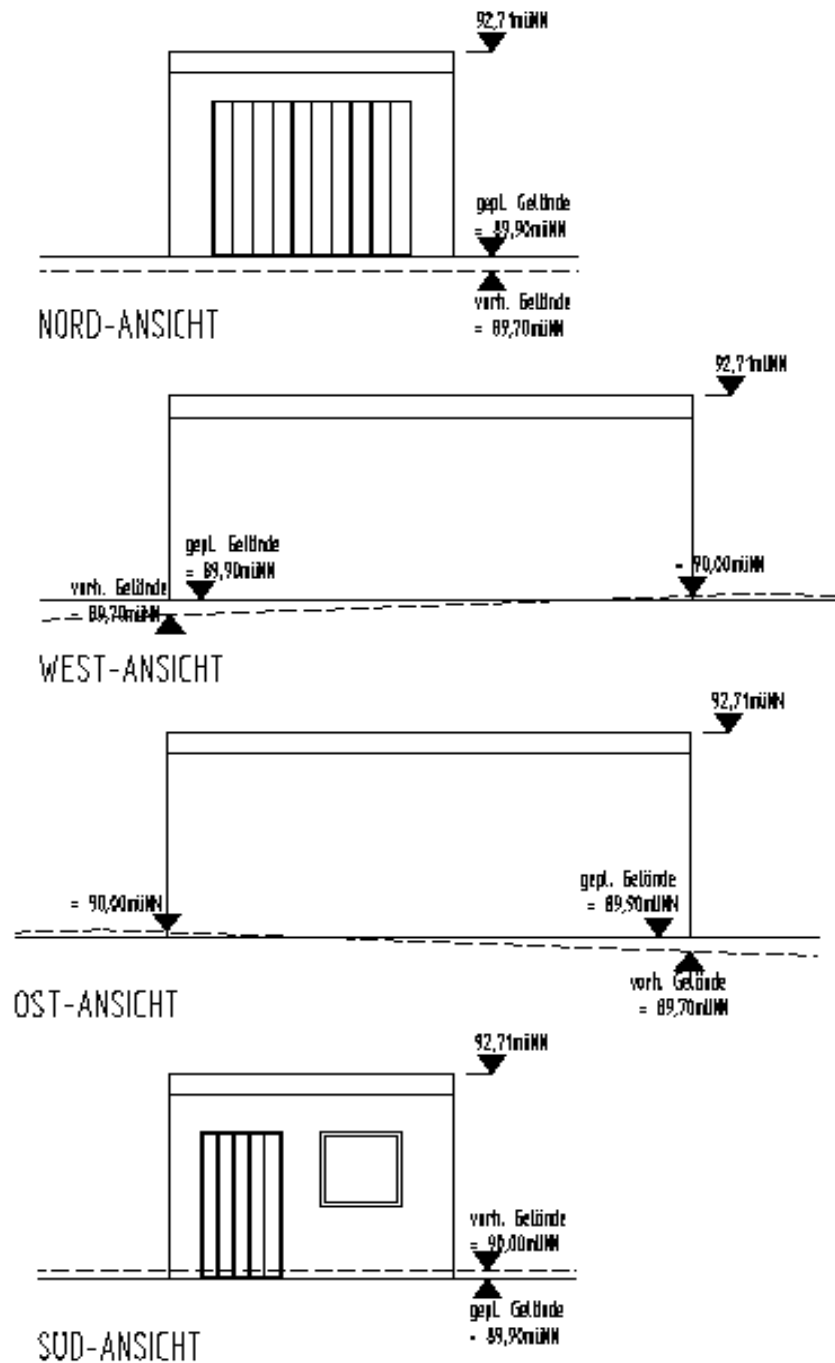 92,71müNN
gepl. Gelände
= 89,90müNN
vorh. Gelände
= 89,70müNN
NORD-ANSICHT
92,71müNN
gepl. Gelände
= 89,90müNN
= 90,00müNN
vorh. Gelände
= 89,70müNN
WEST-ANSICHT
92,71müNN
gepl. Gelände
= 89,90müNN
= 90,00müNN
vorh. Gelände
= 89,70müNN
OST-ANSICHT
92,71müNN
vorh. Gelände
= 90,00müNN
gepl. Gelände
= 89,90müNN
SÜD-ANSICHT